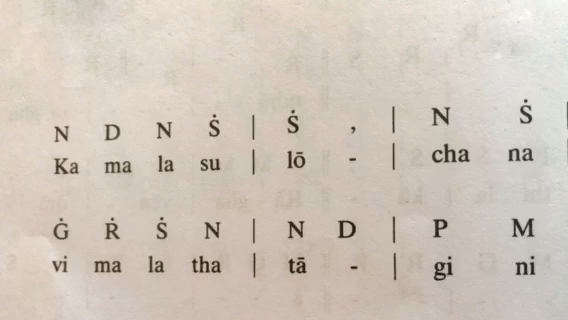 N D N Ṡ | Ṡ , | N Ṡ |
Ka ma la su | lō - | cha na
Ġ Ṙ Ṡ N | N D | P M
vi ma la tha | tā - | gi ni